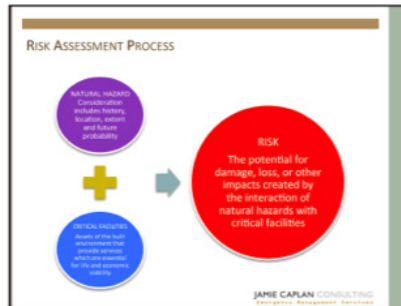 RISK ASSESSMENT PROCESS
NATURAL HAZARD
Consideration
includes history,
location, extent
and future
probability
CRITICAL FACILITIES
Assets of the built
environment that
provide services
which are essential
for life and economic
viability
RISK
The potential for
damage, loss, or other
impacts created by
the interaction of
natural hazards with
critical facilities
JAMIE CAPLAN CONSULTING
Emergency Management Services